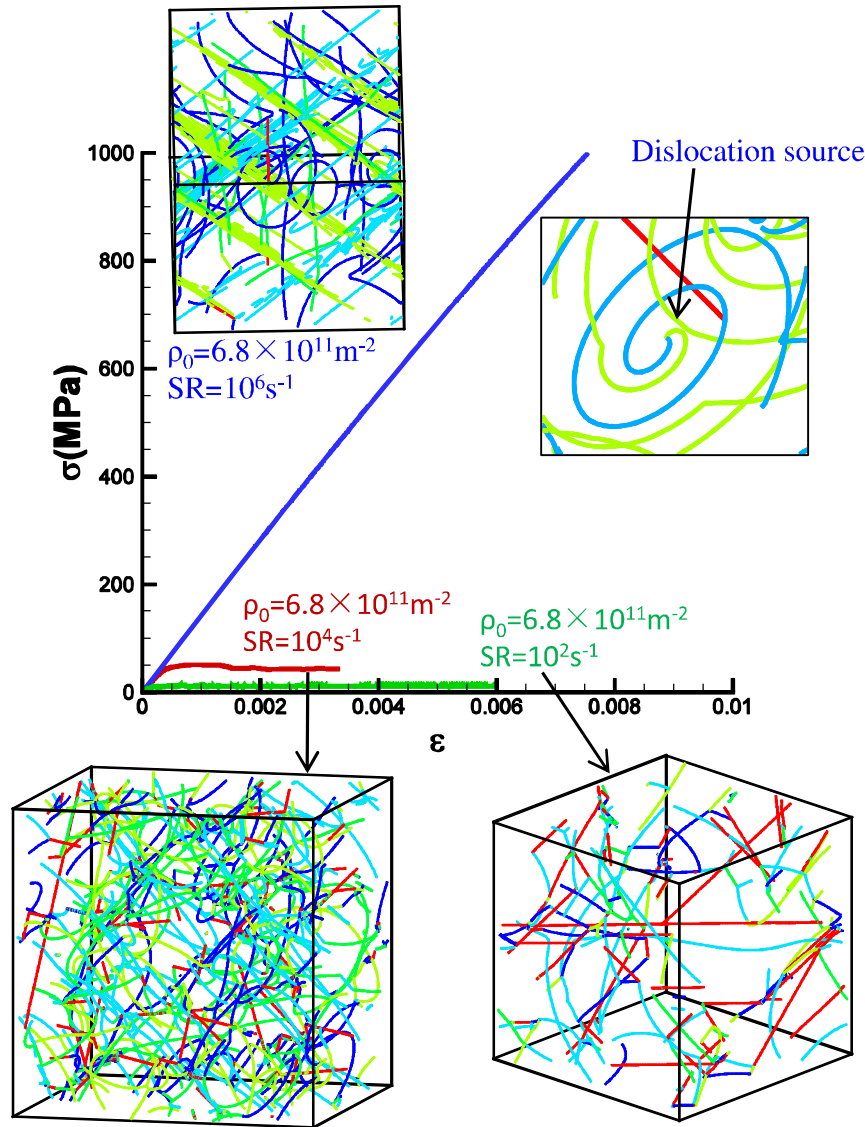 ρ₀=6.8×10¹¹m⁻²
SR=10⁶s⁻¹
Dislocation source
σ(MPa)
1000
800
600
400
200
0
ρ₀=6.8×10¹¹m⁻²
SR=10⁴s⁻¹
ρ₀=6.8×10¹¹m⁻²
SR=10²s⁻¹
0 0.002 0.004 0.006 0.008 0.01
ε